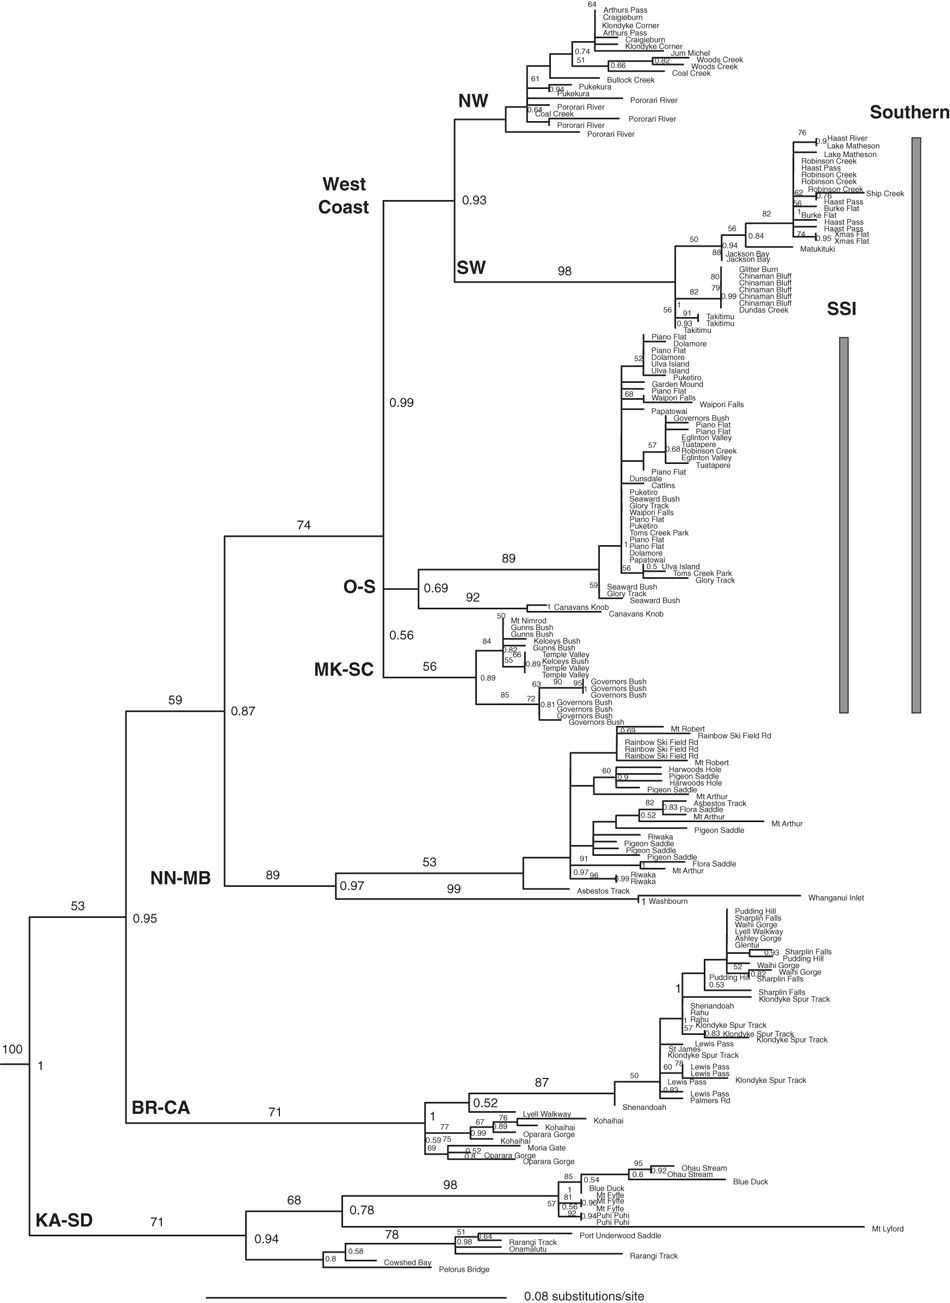 64
Arthurs Pass
Craigieburn
Klondyke Corner
Arthurs Pass
Craigieburn
Klondyke Corner
0.74
Jum Michel
51
0.82
Woods Creek
0.66
Woods Creek
Coal Creek
61
Bullock Creek
0.94
Pukekura
Pukekura
NW
Pororari River
0.64
Pororari River
Coal Creek
Pororari River
Pororari River
Pororari River
Southern
West
Coast
0.93
76
0.9
Haast River
Lake Matheson
Lake Matheson
Robinson Creek
Haast Pass
Robinson Creek
Robinson Creek
62
Robinson Creek
0.76
Ship Creek
56
Haast Pass
Burke Flat
82
1
Burke Flat
Haast Pass
Haast Pass
74
0.95
Xmas Flat
Xmas Flat
56
0.84
50
0.94
Matukituki
88
Jackson Bay
Jackson Bay
SW
98
Glitter Burn
80
Chinaman Bluff
Chinaman Bluff
79
Chinaman Bluff
82
0.99
Chinaman Bluff
Chinaman Bluff
Dundas Creek
1
56
91
Takitimu
0.93
Takitimu
Takitimu
SSI
Piano Flat
Dolamore
Piano Flat
52
Dolamore
Ulva Island
Ulva Island
Puketiro
Garden Mound
Piano Flat
68
Waipori Falls
Waipori Falls
Papatowai
0.99
Governors Bush
Piano Flat
Piano Flat
Eglinton Valley
57
Tuatapere
0.68
Robinson Creek
Eglinton Valley
Tuatapere
Piano Flat
Dunsdale
Catlins
Puketiro
Seaward Bush
Glory Track
Waipori Falls
Piano Flat
Puketiro
Toms Creek Park
74
Piano Flat
1
Piano Flat
Dolamore
Papatowai
89
56
0.5
Ulva Island
Toms Creek Park
Glory Track
O-S
0.69
59
Seaward Bush
Glory Track
Seaward Bush
92
1
Canavans Knob
Canavans Knob
0.56
50
Mt Nimrod
Gunns Bush
Gunns Bush
84
Kelceys Bush
0.82
Gunns Bush
66
Temple Valley
55
0.89
Kelceys Bush
Temple Valley
Temple Valley
MK-SC
56
0.89
63
90
95
1
Governors Bush
Governors Bush
Governors Bush
85
72
0.81
Governors Bush
Governors Bush
Governors Bush
Governors Bush
59
0.87
0.69
Mt Robert
Rainbow Ski Field Rd
Rainbow Ski Field Rd
Rainbow Ski Field Rd
Rainbow Ski Field Rd
Mt Robert
60
Harwoods Hole
0.9
Pigeon Saddle
Harwoods Hole
Pigeon Saddle
Mt Arthur
82
Asbestos Track
0.83
Flora Saddle
0.52
Mt Arthur
Mt Arthur
Pigeon Saddle
Riwaka
Pigeon Saddle
Pigeon Saddle
Pigeon Saddle
91
1
Flora Saddle
Mt Arthur
0.97
96
0.99
Riwaka
Riwaka
NN-MB
89
53
0.97
Asbestos Track
99
1
Washbourn
Whanganui Inlet
53
0.95
Pudding Hill
Sharplin Falls
Waihi Gorge
Lyell Walkway
Ashley Gorge
Glentui
0.93
Sharplin Falls
Pudding Hill
52
Waihi Gorge
0.82
Waihi Gorge
Pudding Hill
Sharplin Falls
0.53
1
Sharplin Falls
Klondyke Spur Track
Shenandoah
Rahu
1
Rahu
57
Klondyke Spur Track
0.83
Klondyke Spur Track
Klondyke Spur Track
Lewis Pass
St James
Klondyke Spur Track
60
78
Lewis Pass
Lewis Pass
50
Klondyke Spur Track
Lewis Pass
0.83
Lewis Pass
Palmers Rd
Shenandoah
100
1
87
0.52
BR-CA
71
1
Lyell Walkway
76
Kohaihai
67
0.89
Kohaihai
77
0.99
Oparara Gorge
0.59
75
Kohaihai
69
Moria Gate
0.52
0.8
Oparara Gorge
Oparara Gorge
95
0.92
Ohau Stream
85
0.54
0.6
Ohau Stream
Blue Duck
1
Blue Duck
98
81
Mt Fyffe
57
0.96
Mt Fyffe
0.56
Mt Fyffe
92
0.94
Puhi Puhi
Puhi Puhi
KA-SD
71
68
0.78
Mt Lyford
0.94
78
51
0.64
Port Underwood Saddle
0.98
Rarangi Track
Onamalutu
0.58
Rarangi Track
0.8
Cowshed Bay
Pelorus Bridge
0.08 substitutions/site